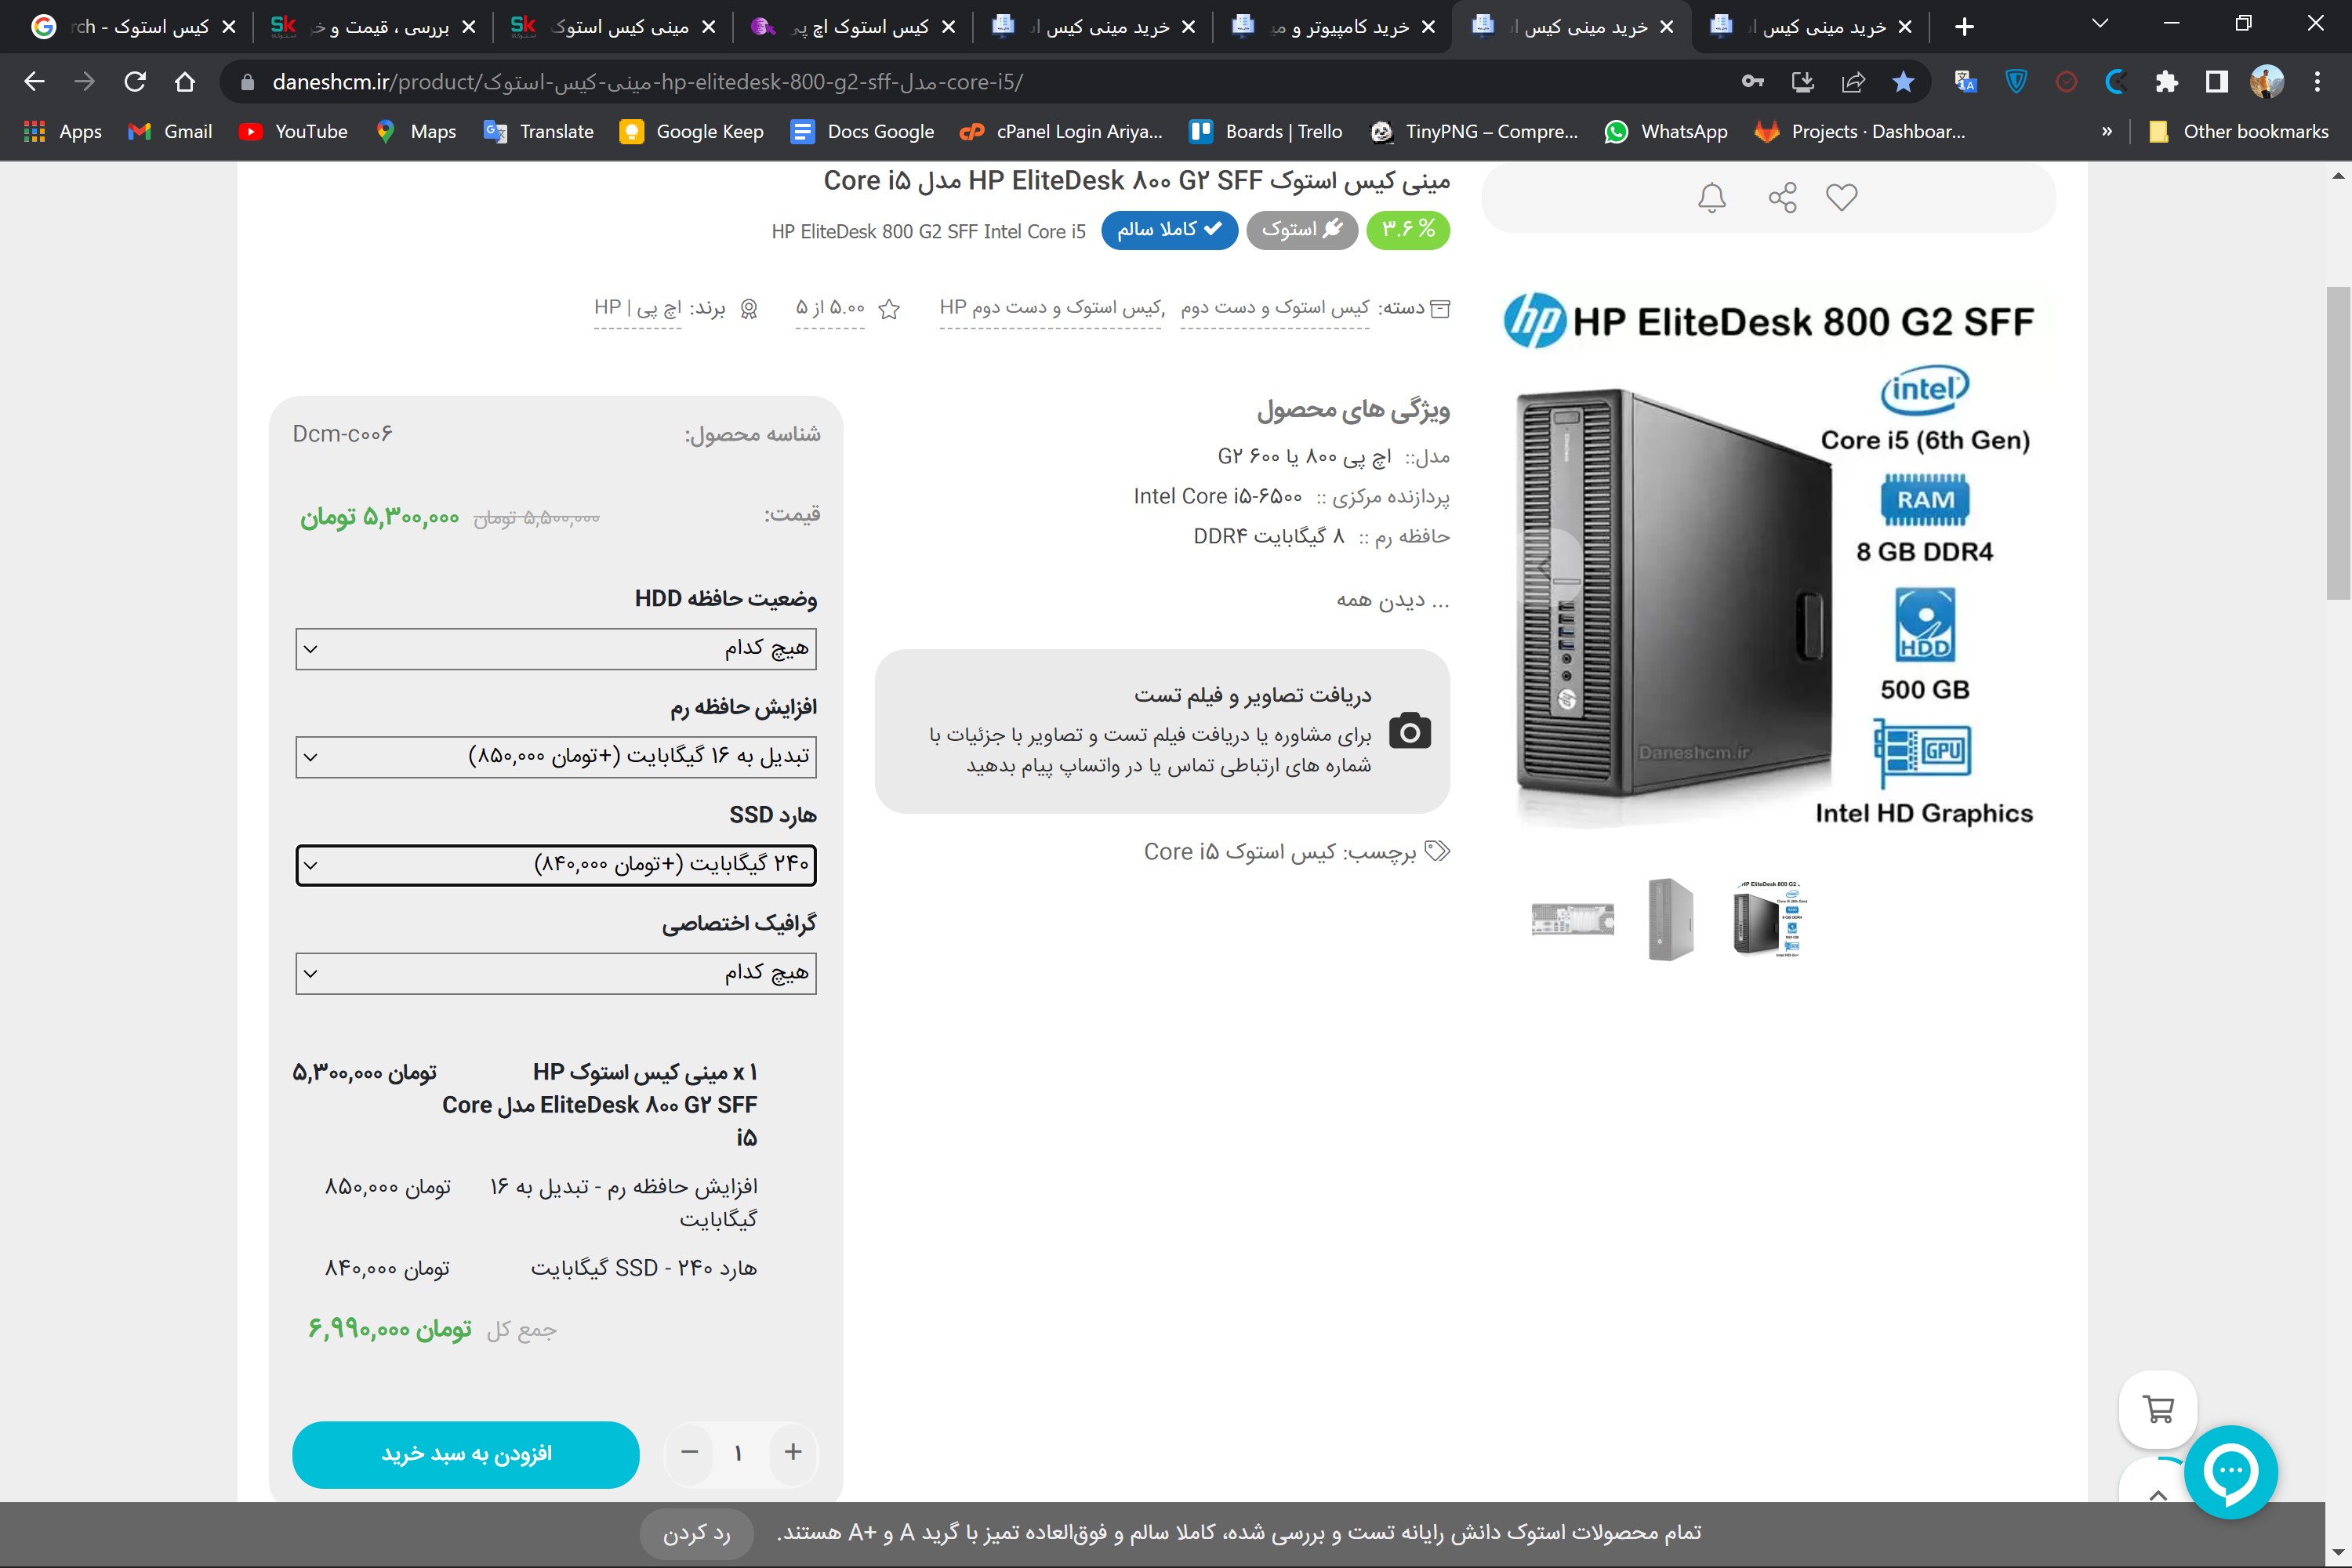 کیس استوک - rch
بررسی ، قیمت و خر
مینی کیس استوک
کیس استوک اچ پی
خرید مینی کیس ا
خرید کامپیوتر و می
خرید مینی کیس ا
خرید مینی کیس ا
daneshcm.ir/product/مینی-کیس-استوک-hp-elitedesk-800-g2-sff-مدل-core-i5/
Apps
Gmail
YouTube
Maps
Translate
Google Keep
Docs Google
cPanel Login Ariya...
Boards | Trello
TinyPNG – Compre...
WhatsApp
Projects · Dashboar...
»
Other bookmarks
مینی کیس استوک HP EliteDesk ۸۰۰ G۲ SFF مدل Core i۵
۳.۶%
استوک
کاملا سالم
HP EliteDesk 800 G2 SFF Intel Core i5
دسته: کیس استوک و دست دوم ,کیس استوک و دست دوم HP
۵.۰۰ از ۵
برند: اچ پی | HP
ویژگی های محصول
مدل:: اچ پی ۸۰۰ یا ۶۰۰ G۲
پردازنده مرکزی :: Intel Core i۵-۶۵۰۰
حافظه رم :: ۸ گیگابایت DDR۴
... دیدن همه
دریافت تصاویر و فیلم تست
برای مشاوره یا دریافت فیلم تست و تصاویر با جزئیات با
شماره های ارتباطی تماس یا در واتساپ پیام بدهید
برچسب: کیس استوک Core i۵
hp HP EliteDesk 800 G2 SFF
intel
Core i5 (6th Gen)
RAM
8 GB DDR4
HDD
500 GB
GPU
Intel HD Graphics
Daneshcm.ir
شناسه محصول: Dcm-c۰۰۶
قیمت: ۵,۵۰۰,۰۰۰ تومان ۵,۳۰۰,۰۰۰ تومان
وضعیت حافظه HDD
هیچ کدام
افزایش حافظه رم
تبدیل به ۱۶ گیگابایت (+تومان ۸۵۰,۰۰۰)
هارد SSD
۲۴۰ گیگابایت (+تومان ۸۴۰,۰۰۰)
گرافیک اختصاصی
هیچ کدام
۱ x مینی کیس استوک HP تومان ۵,۳۰۰,۰۰۰
EliteDesk ۸۰۰ G۲ SFF مدل Core
i۵
افزایش حافظه رم - تبدیل به ۱۶ تومان ۸۵۰,۰۰۰
گیگابایت
هارد SSD - ۲۴۰ گیگابایت تومان ۸۴۰,۰۰۰
جمع کل تومان ۶,۹۹۰,۰۰۰
+ ۱ −
افزودن به سبد خرید
تمام محصولات استوک دانش رایانه تست و بررسی شده، کاملا سالم و فوق‌العاده تمیز با گرید A و +A هستند.
رد کردن